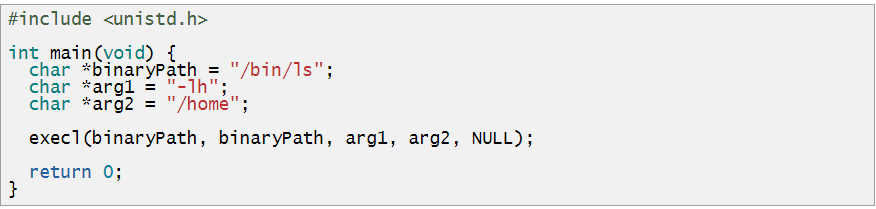 #include <unistd.h>
int main(void) {
  char *binaryPath = "/bin/ls";
  char *arg1 = "-lh";
  char *arg2 = "/home";
  execl(binaryPath, binaryPath, arg1, arg2, NULL);
  return 0;
}